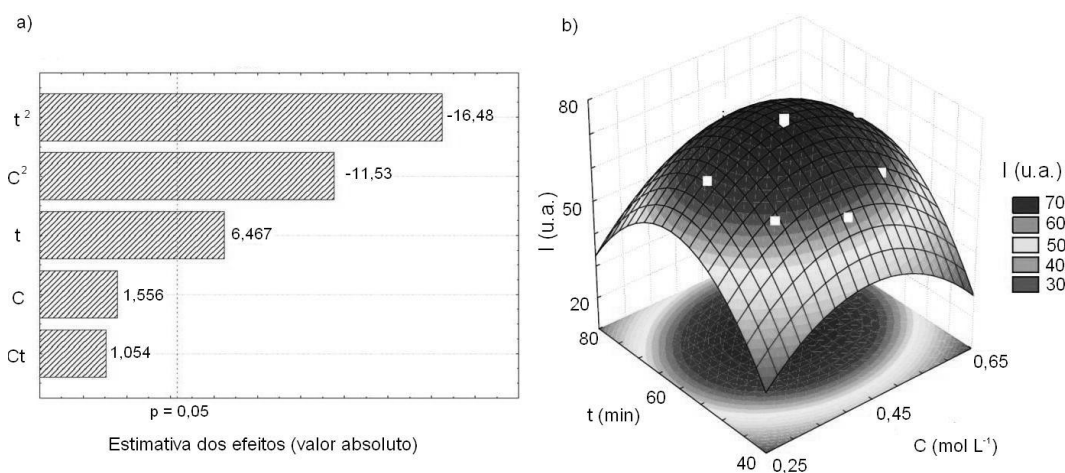 a)
t²
-16,48
C²
-11,53
t
6,467
C
1,556
Ct
1,054
p = 0,05
Estimativa dos efeitos (valor absoluto)
b)
80
50
20
I (u.a.)
80
60
40
t (min)
0,25
0,45
0,65
C (mol L⁻¹)
I (u.a.)
70
60
50
40
30